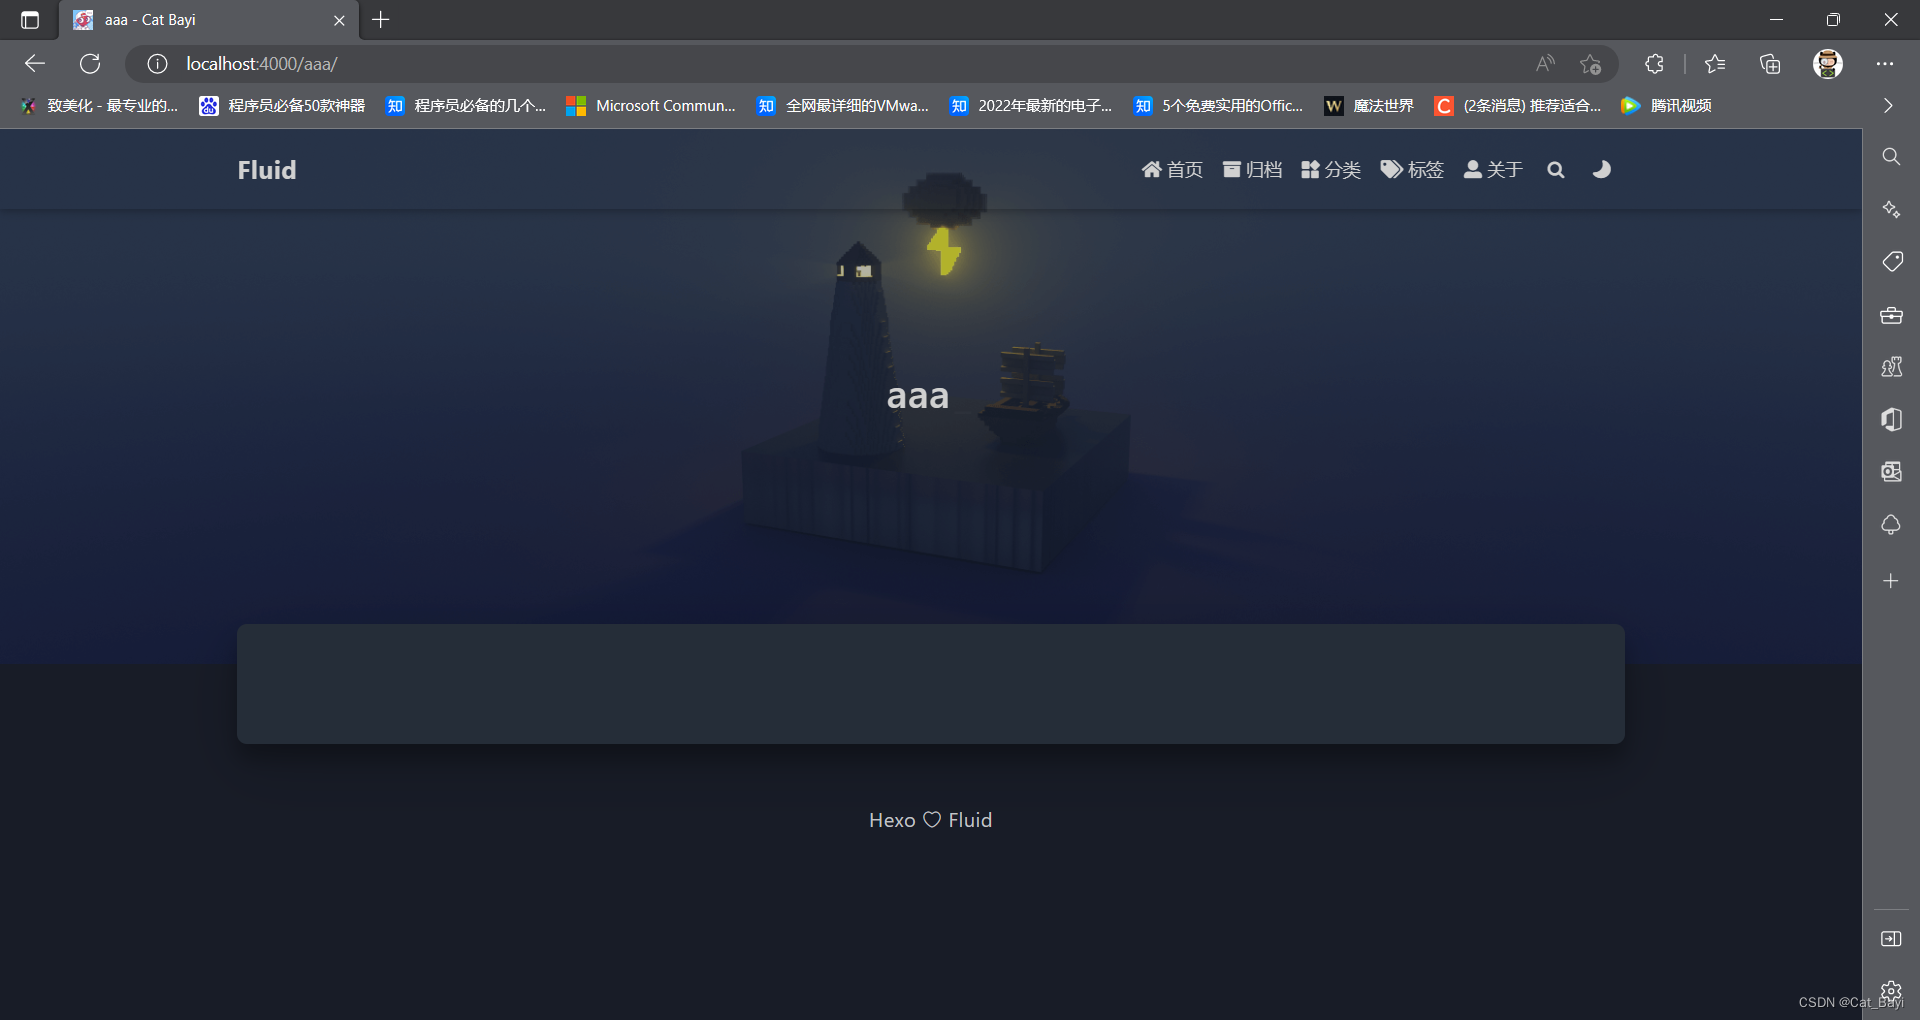 aaa - Cat Bayi
localhost:4000/aaa/
致美化 - 最专业的... 程序员必备50款神器 知 程序员必备的几个... Microsoft Commun... 知 全网最详细的VMwa... 知 2022年最新的电子... 知 5个免费实用的Offic... W 魔法世界 C (2条消息) 推荐适合... 腾讯视频
Fluid 首页 归档 分类 标签 关于
aaa
Hexo Fluid
CSDN @Cat_Bayi